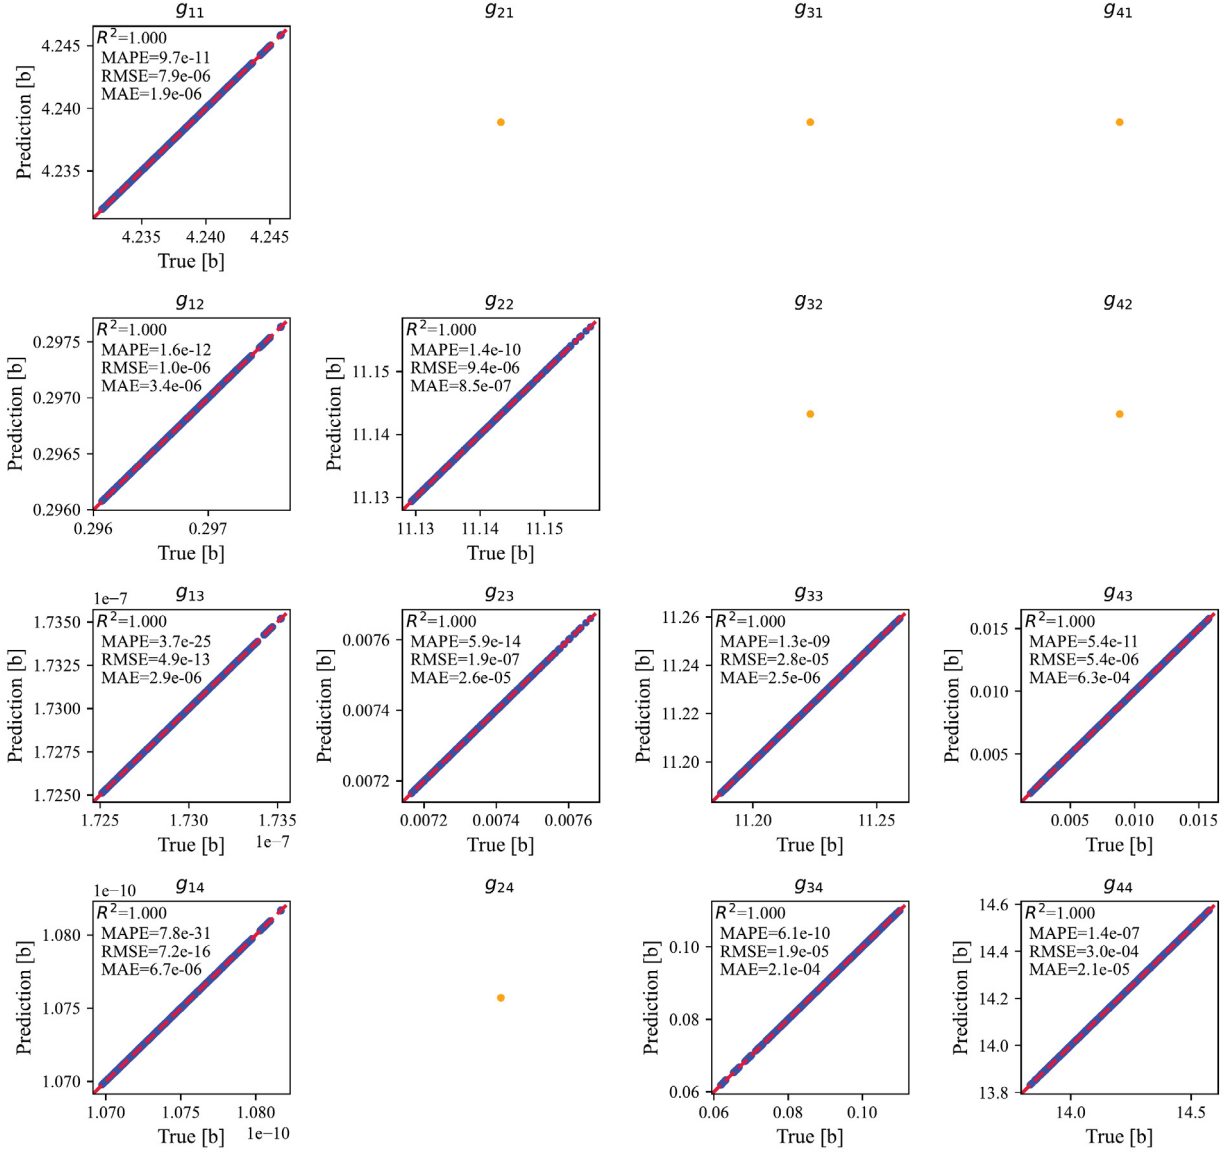 g11
g21
g31
g41
R2=1.000
MAPE=9.7e-11
RMSE=7.9e-06
MAE=1.9e-06
4.245
4.240
4.235
Prediction [b]
4.235 4.240 4.245
True [b]
g12
g22
g32
g42
R2=1.000
MAPE=1.6e-12
RMSE=1.0e-06
MAE=3.4e-06
0.2975
0.2970
0.2965
0.2960
Prediction [b]
0.296 0.297
True [b]
R2=1.000
MAPE=1.4e-10
RMSE=9.4e-06
MAE=8.5e-07
11.15
11.14
11.13
Prediction [b]
11.13 11.14 11.15
True [b]
g13
g23
g33
g43
1e−7
R2=1.000
MAPE=3.7e-25
RMSE=4.9e-13
MAE=2.9e-06
1.7350
1.7325
1.7300
1.7275
1.7250
Prediction [b]
1.725 1.730 1.735
True [b]
1e−7
R2=1.000
MAPE=5.9e-14
RMSE=1.9e-07
MAE=2.6e-05
0.0076
0.0074
0.0072
Prediction [b]
0.0072 0.0074 0.0076
True [b]
R2=1.000
MAPE=1.3e-09
RMSE=2.8e-05
MAE=2.5e-06
11.26
11.24
11.22
11.20
Prediction [b]
11.20 11.25
True [b]
R2=1.000
MAPE=5.4e-11
RMSE=5.4e-06
MAE=6.3e-04
0.015
0.010
0.005
Prediction [b]
0.005 0.010 0.015
True [b]
g14
g24
g34
g44
1e−10
R2=1.000
MAPE=7.8e-31
RMSE=7.2e-16
MAE=6.7e-06
1.080
1.075
1.070
Prediction [b]
1.070 1.075 1.080
True [b]
1e−10
R2=1.000
MAPE=6.1e-10
RMSE=1.9e-05
MAE=2.1e-04
0.10
0.08
0.06
Prediction [b]
0.06 0.08 0.10
True [b]
R2=1.000
MAPE=1.4e-07
RMSE=3.0e-04
MAE=2.1e-05
14.6
14.4
14.2
14.0
13.8
Prediction [b]
14.0 14.5
True [b]